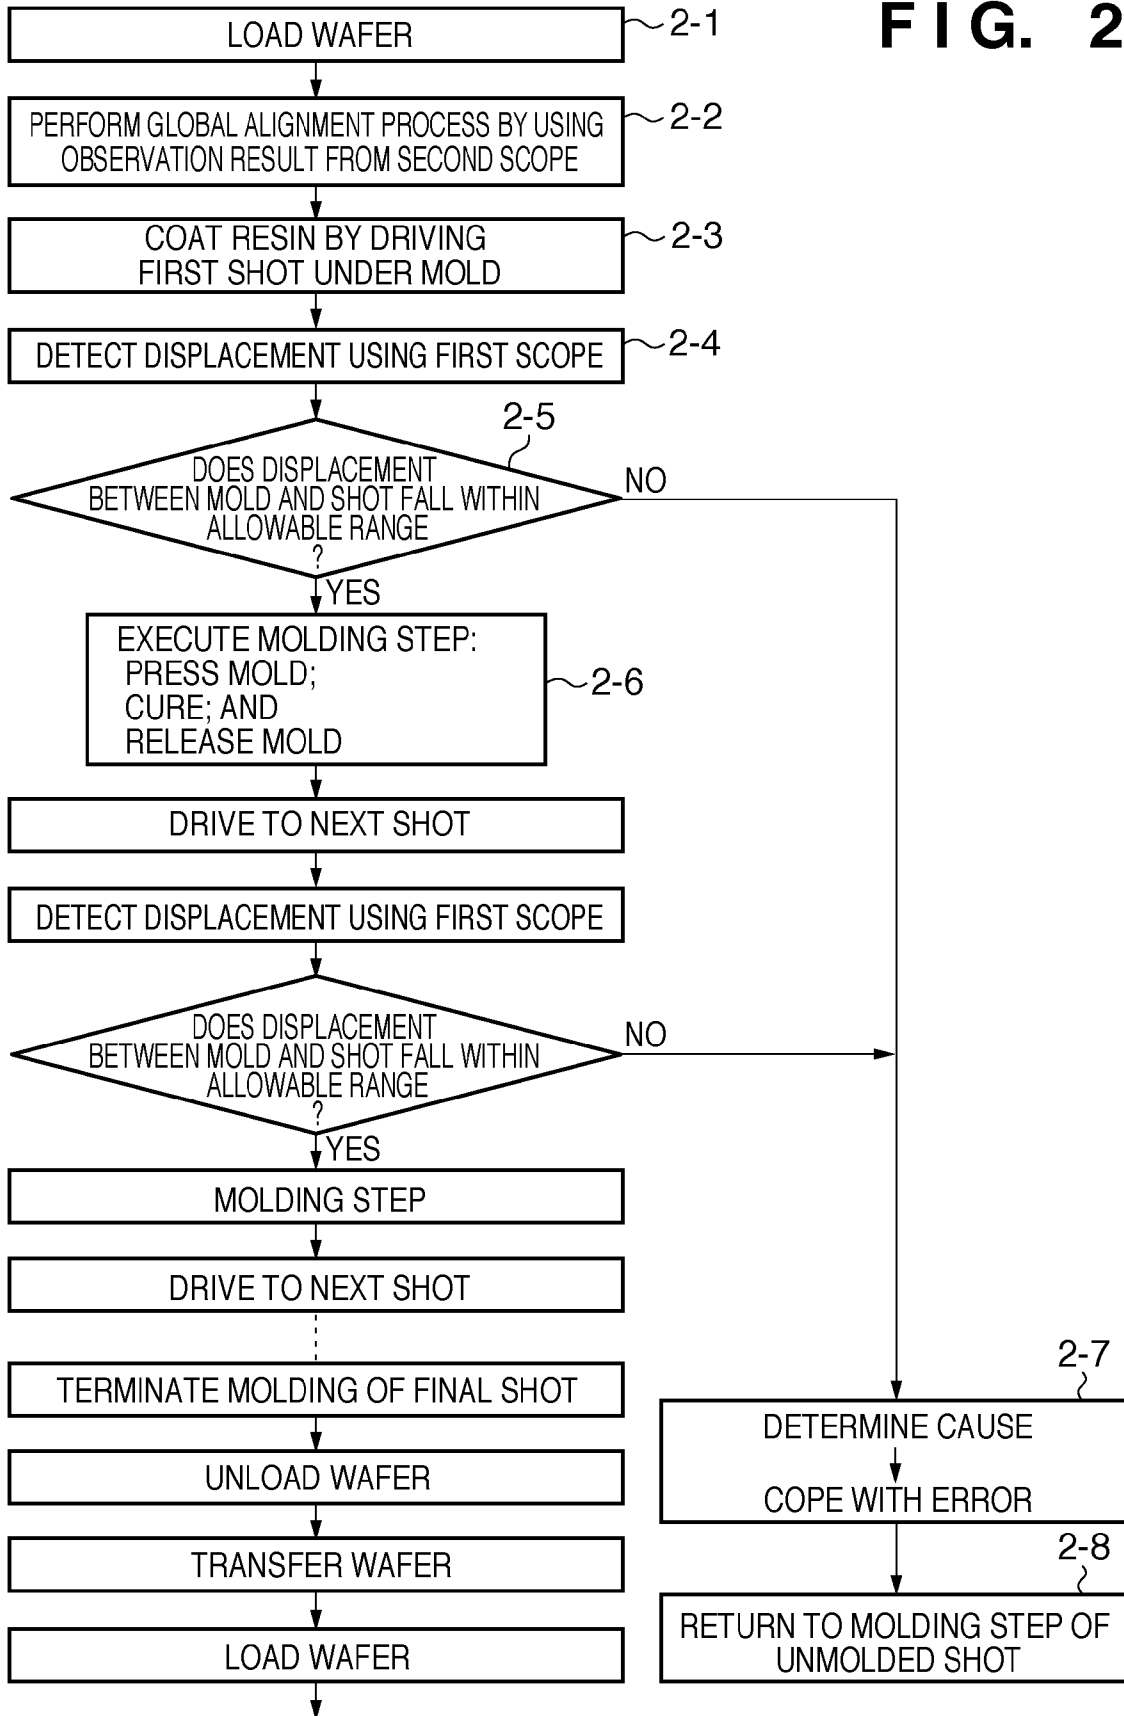 FIG. 2
LOAD WAFER
2-1
PERFORM GLOBAL ALIGNMENT PROCESS BY USING
OBSERVATION RESULT FROM SECOND SCOPE
2-2
COAT RESIN BY DRIVING
FIRST SHOT UNDER MOLD
2-3
DETECT DISPLACEMENT USING FIRST SCOPE
2-4
2-5
DOES DISPLACEMENT
BETWEEN MOLD AND SHOT FALL WITHIN
ALLOWABLE RANGE
?
NO
YES
EXECUTE MOLDING STEP:
PRESS MOLD;
CURE; AND
RELEASE MOLD
2-6
DRIVE TO NEXT SHOT
DETECT DISPLACEMENT USING FIRST SCOPE
DOES DISPLACEMENT
BETWEEN MOLD AND SHOT FALL WITHIN
ALLOWABLE RANGE
?
NO
YES
MOLDING STEP
DRIVE TO NEXT SHOT
TERMINATE MOLDING OF FINAL SHOT
UNLOAD WAFER
TRANSFER WAFER
LOAD WAFER
2-7
DETERMINE CAUSE
COPE WITH ERROR
2-8
RETURN TO MOLDING STEP OF
UNMOLDED SHOT